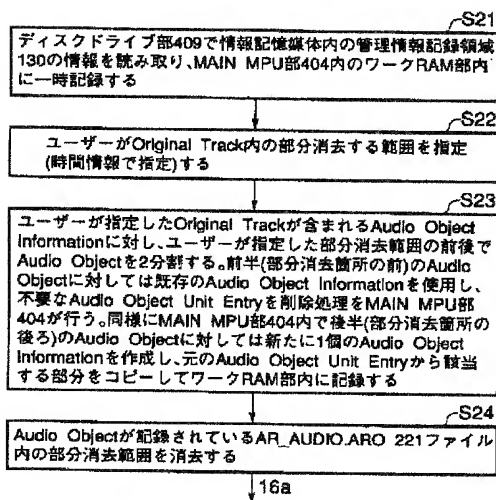 S21
ディスクドライブ部409で情報記憶媒体内の管理情報記録領域
130の情報を読み取り、MAIN MPU部404内のワークRAM部内
に一時記録する
S22
ユーザーがOriginal Track内の部分消去する範囲を指定
(時間情報で指定)する
S23
ユーザーが指定したOriginal Trackが含まれるAudio Object
Informationに対し、ユーザーが指定した部分消去範囲の前後で
Audio Objectを2分割する。前半(部分消去箇所の前)のAudio
Objectに対しては既存のAudio Object Informationを使用し、
不要なAudio Object Unit Entryを削除処理をMAIN MPU部
404が行う。同様にMAIN MPU部404内で後半(部分消去箇所の
後ろ)のAudio Objectに対しては新たに1個のAudio Object
Informationを作成し、元のAudio Object Unit Entryから該当
する部分をコピーしてワークRAM部内に記録する
S24
Audio Objectが記録されているAR_AUDIO.ARO 221ファイル
内の部分消去範囲を消去する
16a